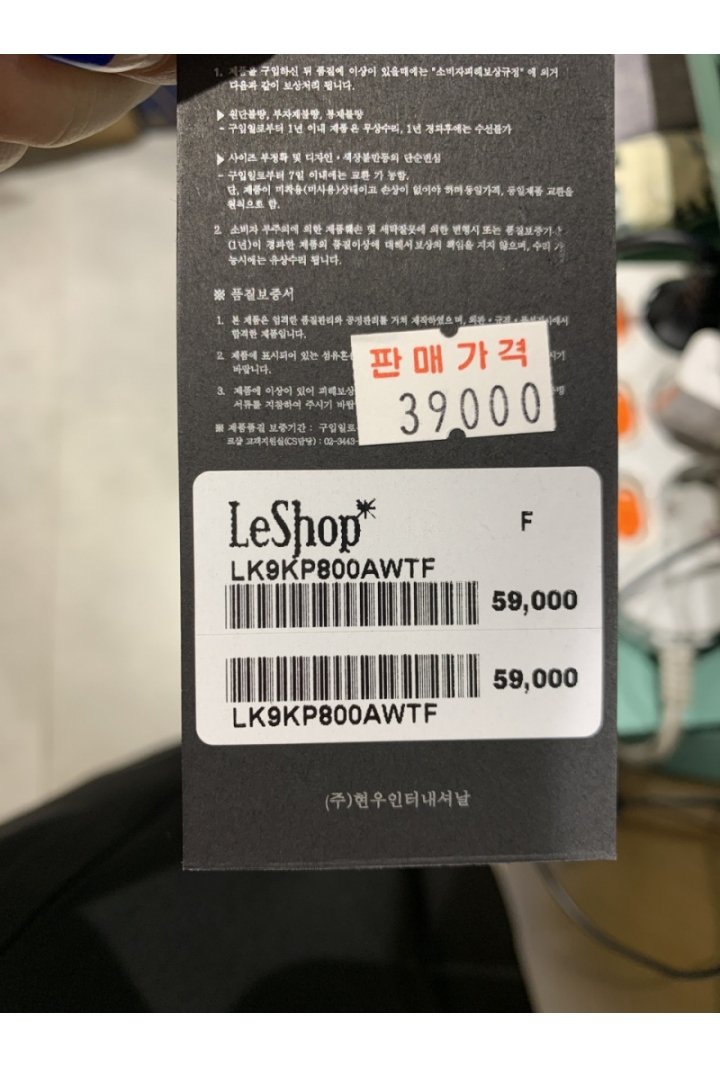 1. 제품을 구입하신 뒤 품질에 이상이 있을때에는 "소비자피해보상규정" 에 의거
다음과 같이 보상처리 됩니다.
▶ 원단불량, 부자재불량, 봉제불량
- 구입일로부터 1년 이내 제품은 무상수리, 1년 경과후에는 수선불가
▶ 사이즈 부정확 및 디자인・색상불만등의 단순변심
- 구입일로부터 7일 이내에는 교환 가능함.
단, 제품이 미착용(미사용)상태이고 손상이 없어야 하며 동일가격, 동일제품 교환을
원칙으로 함.
2. 소비자 부주의에 의한 제품훼손 및 세탁잘못에 의한 변형시 또는 품질보증기
(1년)이 경과한 제품의 품질이상에 대해서 보상의 책임을 지지 않으며, 수리 가
능시에는 유상수리 됩니다.
※ 품질보증서
1. 본 제품은 엄격한 품질관리와 공정관리를 거쳐 제작하였으며, 외관・규격・
합격한 제품입니다.
2. 제품에 표시되어 있는 섬유혼
바랍니다.
3. 제품에 이상이 있어 피해보상
서류를 지참하여 주시기 바랍
※ 제품품질 보증기간 : 구입일로
르샵 고객지원실(CS담당) : 02-3443-
판매가격
39000
LeShop*
F
LK9KP800AWTF
59,000
59,000
LK9KP800AWTF
(주)현우인터내셔날